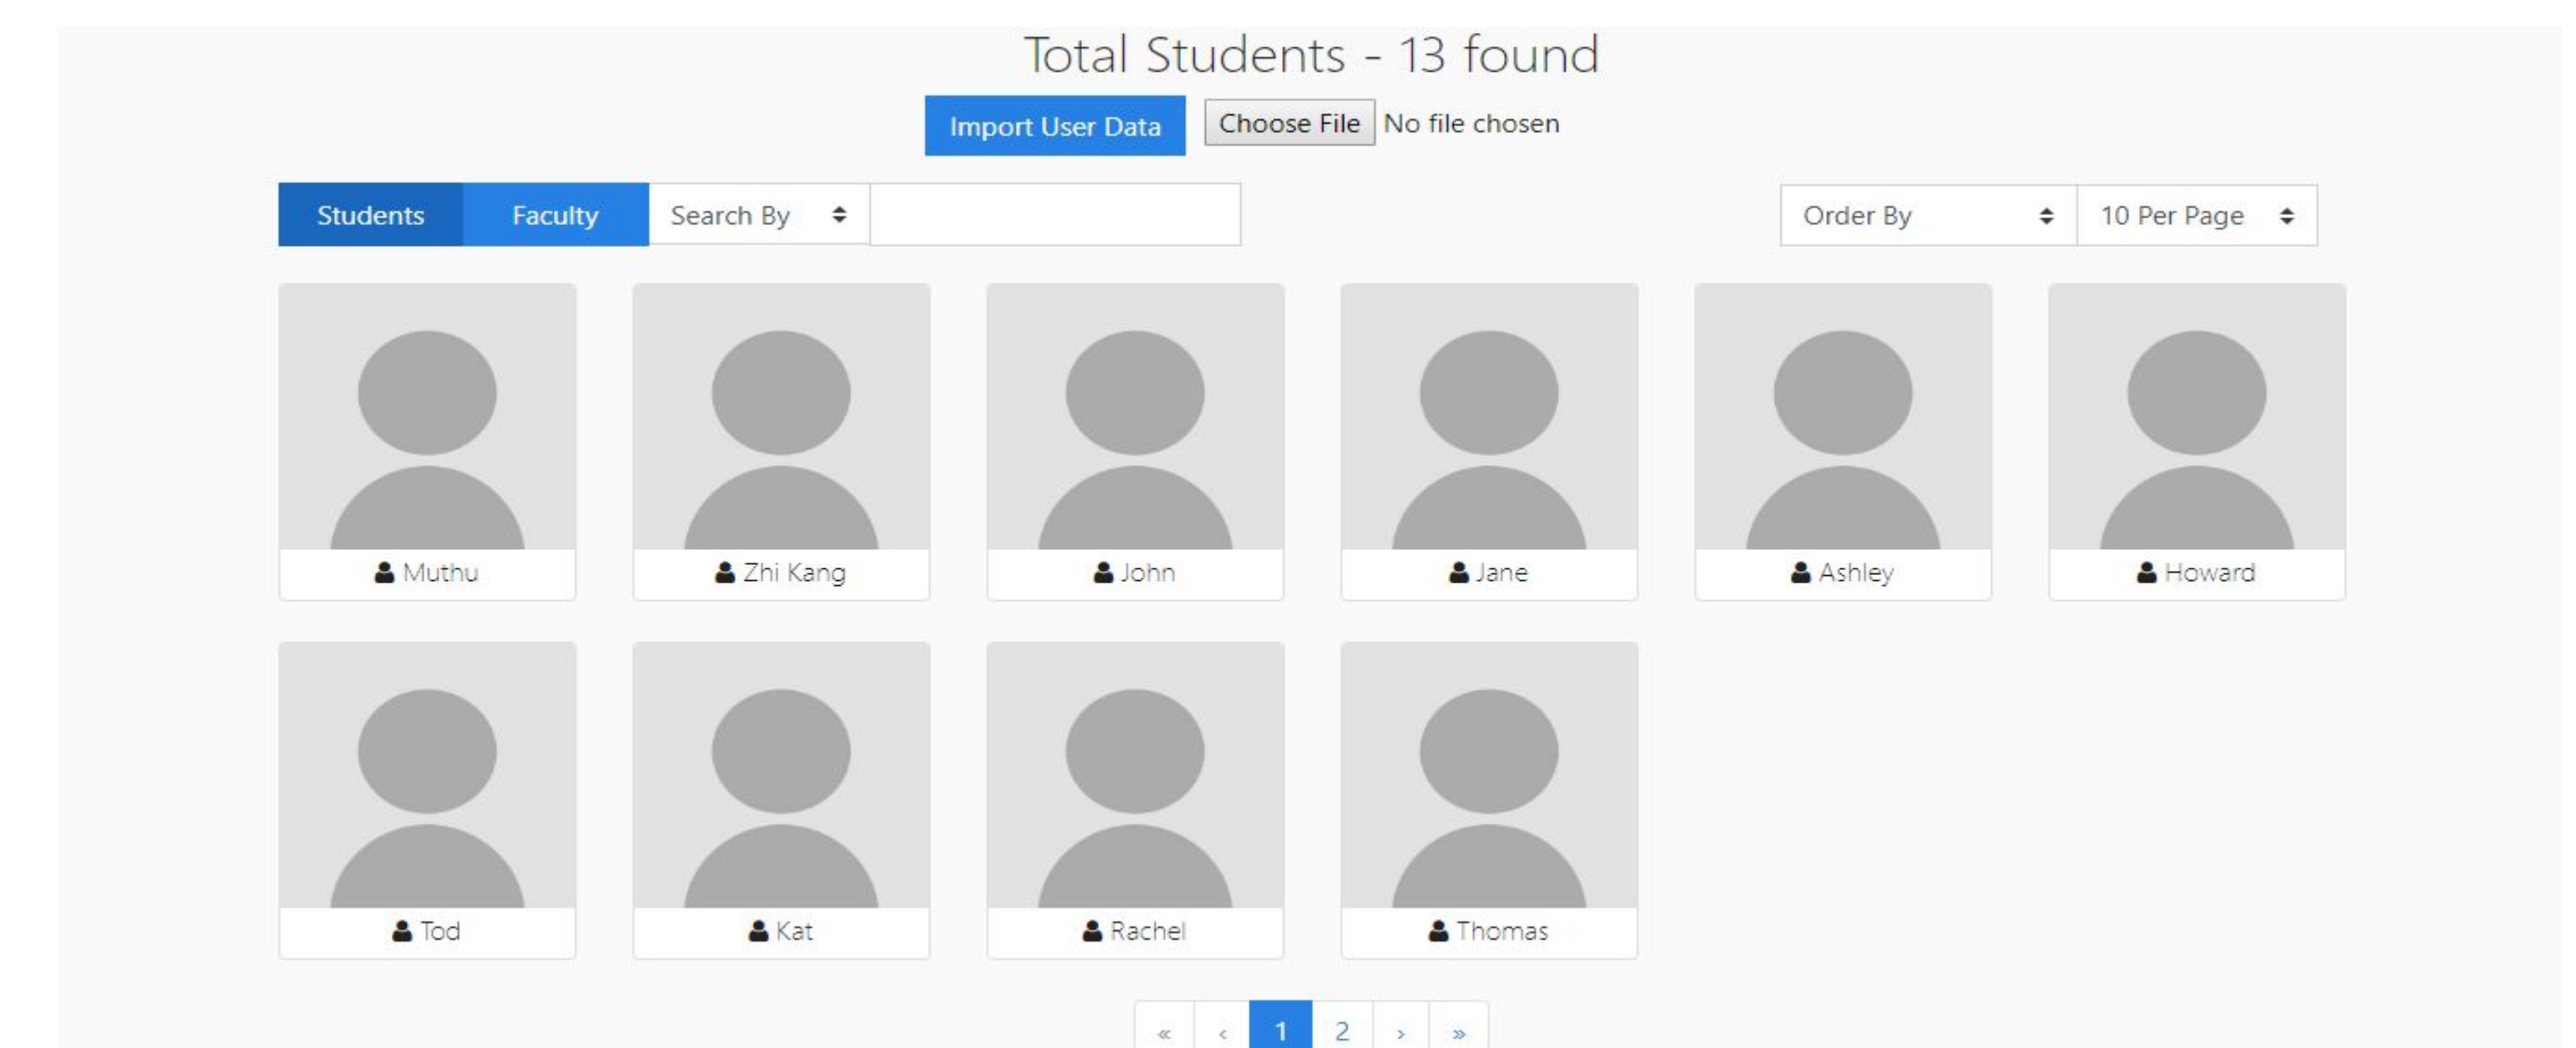 Total Students - 13 found
Import User Data Choose File No file chosen
Students Faculty Search By Order By 10 Per Page
Muthu Zhi Kang John Jane Ashley Howard
Tod Kat Rachel Thomas
« ‹ 1 2 › »